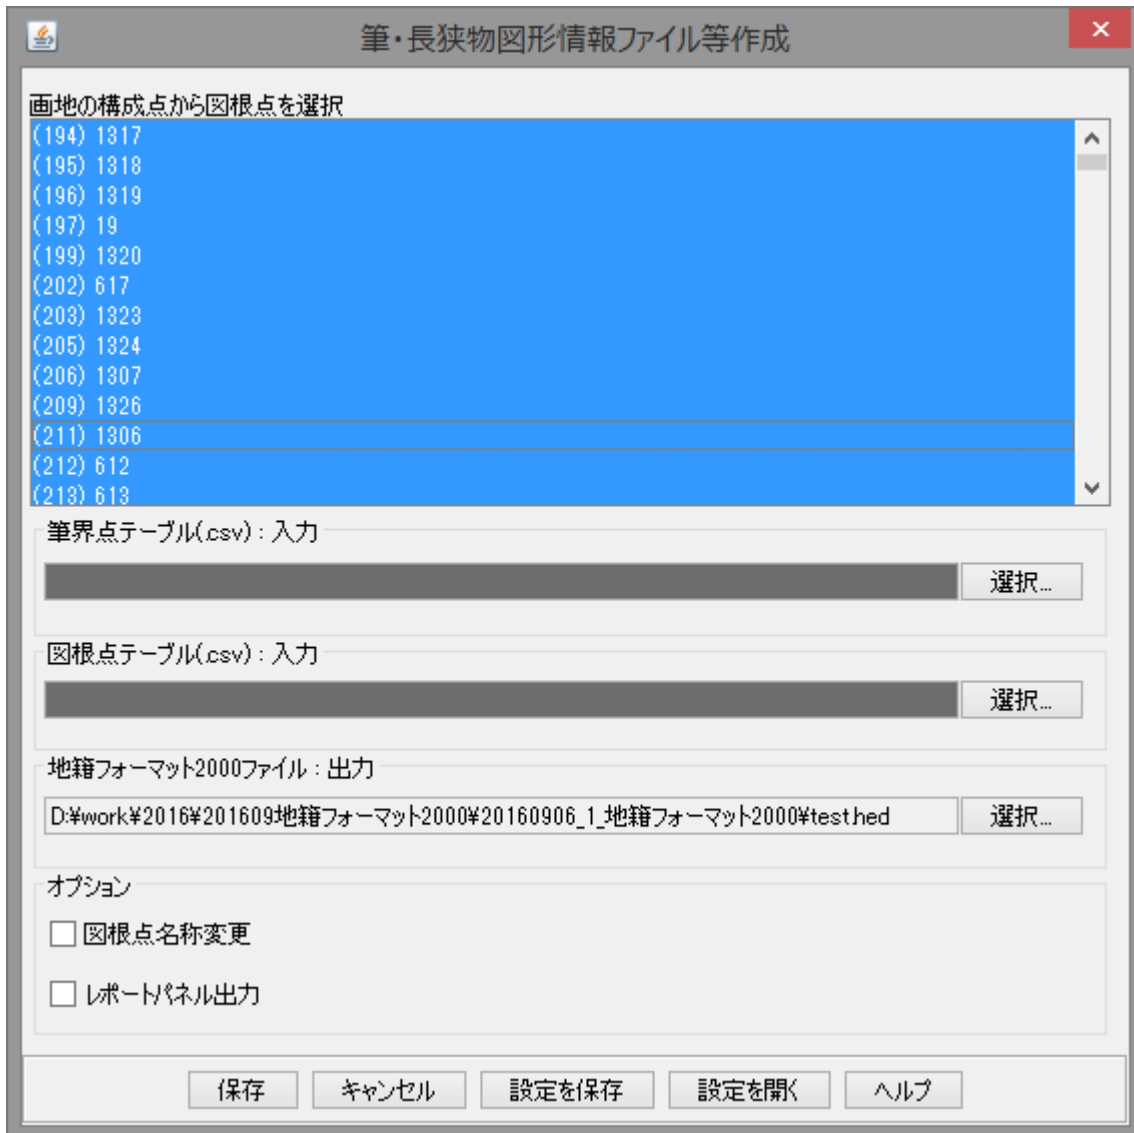 筆・長狭物図形情報ファイル等作成
画地の構成点から図根点を選択
(194) 1317
(195) 1318
(196) 1319
(197) 19
(199) 1320
(202) 617
(203) 1323
(205) 1324
(206) 1307
(209) 1326
(211) 1306
(212) 612
(213) 613
筆界点テーブル(.csv)：入力
選択...
図根点テーブル(.csv)：入力
選択...
地籍フォーマット2000ファイル：出力
D:¥work¥2016¥201609地籍フォーマット2000¥20160906_1_地籍フォーマット2000¥test.hed
選択...
オプション
図根点名称変更
レポートパネル出力
保存 キャンセル 設定を保存 設定を開く ヘルプ